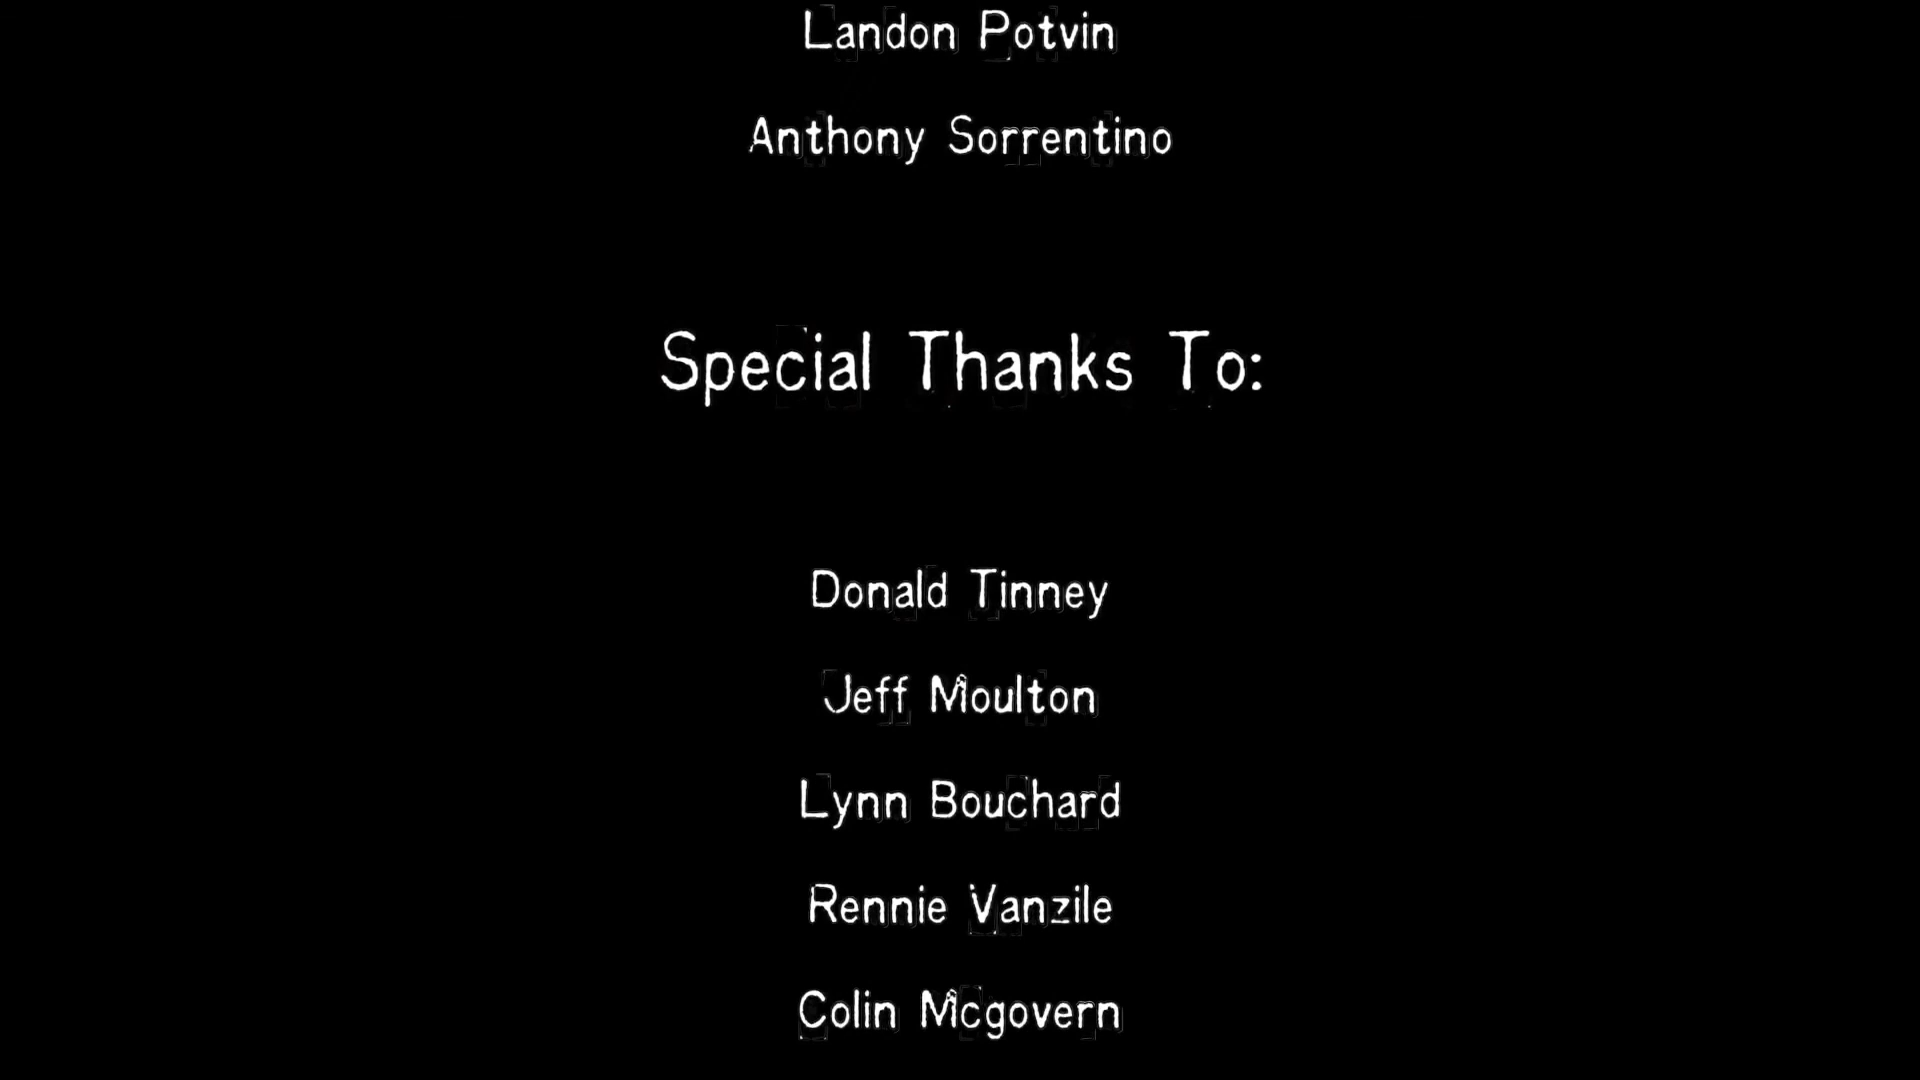 Landon Potvin
Anthony Sorrentino
Special Thanks To:
Donald Tinney
Jeff Moulton
Lynn Bouchard
Rennie Vanzile
Colin Mcgovern